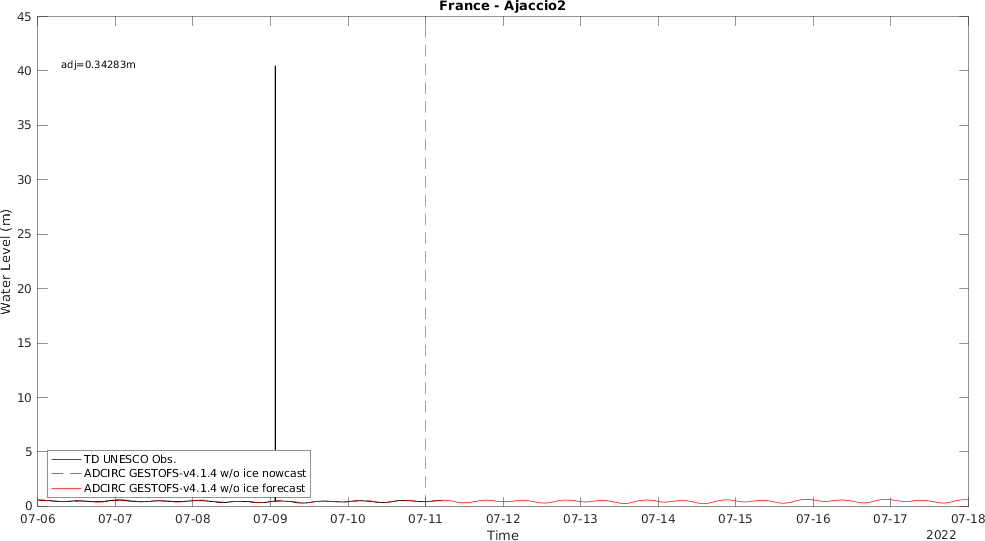 France - Ajaccio2
45
40
35
30
25
20
15
10
5
0
Water Level (m)
adj=0.34283m
TD UNESCO Obs.
ADCIRC GESTOFS-v4.1.4 w/o ice nowcast
ADCIRC GESTOFS-v4.1.4 w/o ice forecast
07-06 07-07 07-08 07-09 07-10 07-11 07-12 07-13 07-14 07-15 07-16 07-17 07-18
Time
2022